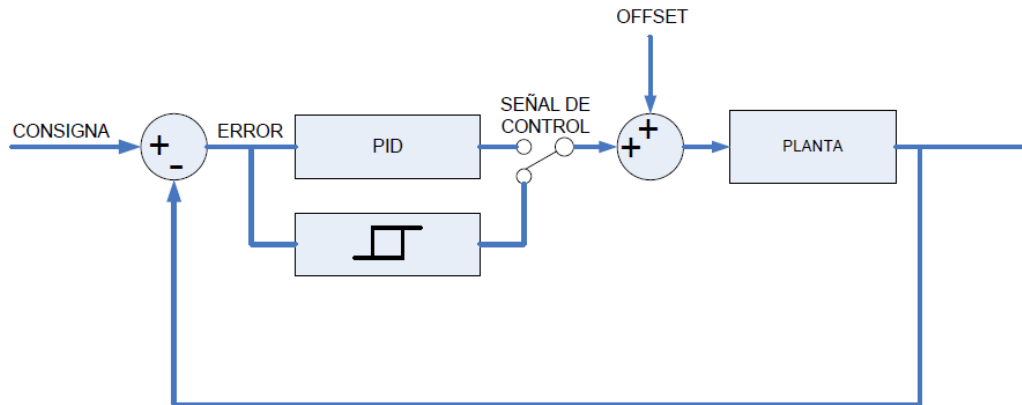 OFFSET
SEÑAL DE
CONTROL
CONSIGNA
ERROR
+
-
PID
+
+
PLANTA